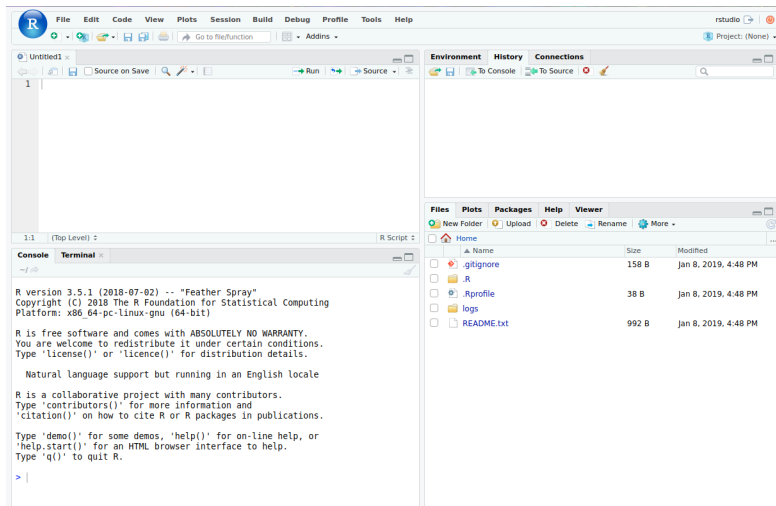 R File Edit Code View Plots Session Build Debug Profile Tools Help rstudio
Go to file/function Addins R Project: (None)
Untitled1 ×
Source on Save Run Source
1
1:1 (Top Level) R Script
Console Terminal ×
~/
R version 3.5.1 (2018-07-02) -- "Feather Spray"
Copyright (C) 2018 The R Foundation for Statistical Computing
Platform: x86_64-pc-linux-gnu (64-bit)
R is free software and comes with ABSOLUTELY NO WARRANTY.
You are welcome to redistribute it under certain conditions.
Type 'license()' or 'licence()' for distribution details.
Natural language support but running in an English locale
R is a collaborative project with many contributors.
Type 'contributors()' for more information and
'citation()' on how to cite R or R packages in publications.
Type 'demo()' for some demos, 'help()' for on-line help, or
'help.start()' for an HTML browser interface to help.
Type 'q()' to quit R.
>
Environment History Connections
To Console To Source
Files Plots Packages Help Viewer
New Folder Upload Delete Rename More
Home ...
Name Size Modified
.gitignore 158 B Jan 8, 2019, 4:48 PM
.R
.Rprofile 38 B Jan 8, 2019, 4:48 PM
logs
README.txt 992 B Jan 8, 2019, 4:48 PM